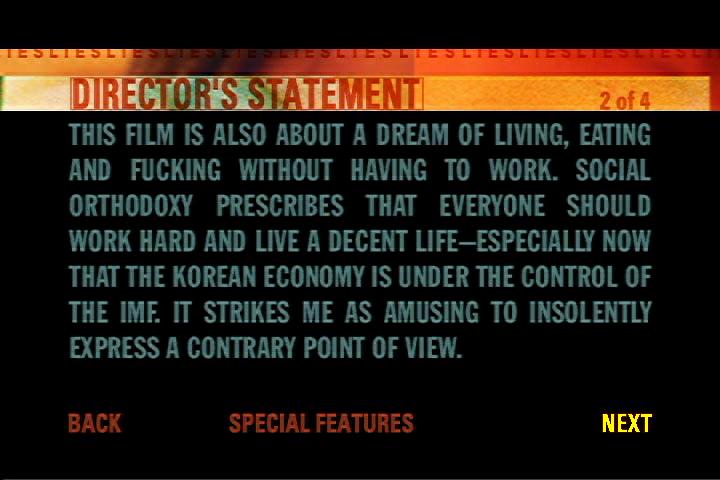 LIESLIESLIESLIESLIESLIESLIESLIESLIESLIESLIES
DIRECTOR'S STATEMENT
2 of 4
THIS FILM IS ALSO ABOUT A DREAM OF LIVING, EATING
AND FUCKING WITHOUT HAVING TO WORK. SOCIAL
ORTHODOXY PRESCRIBES THAT EVERYONE SHOULD
WORK HARD AND LIVE A DECENT LIFE—ESPECIALLY NOW
THAT THE KOREAN ECONOMY IS UNDER THE CONTROL OF
THE IMF. IT STRIKES ME AS AMUSING TO INSOLENTLY
EXPRESS A CONTRARY POINT OF VIEW.
BACK SPECIAL FEATURES NEXT